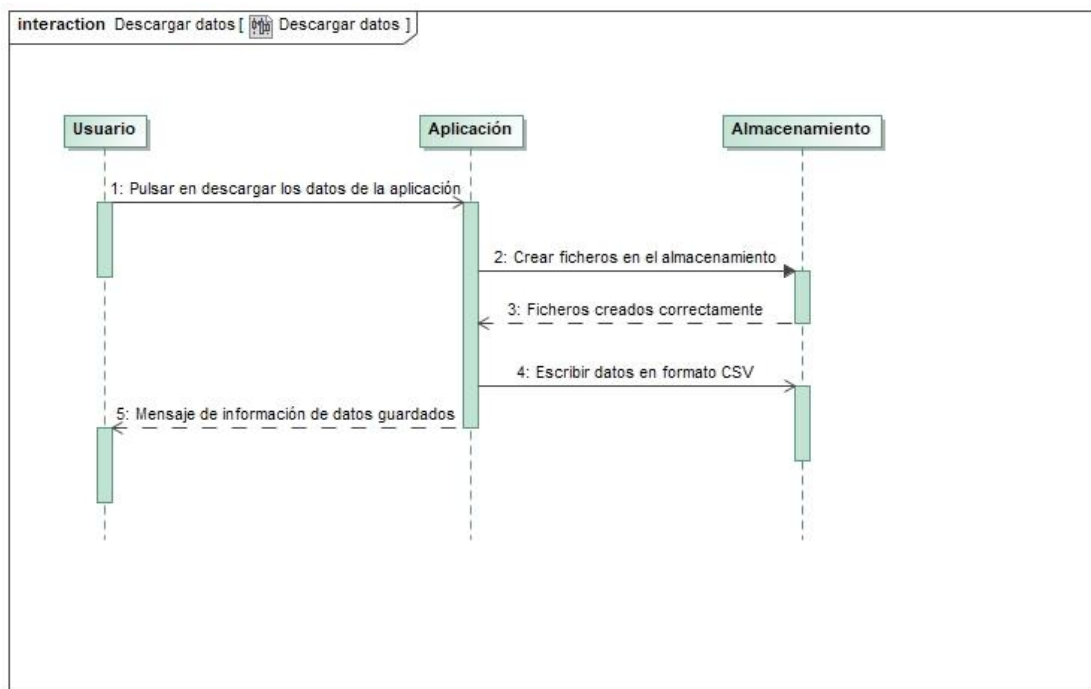 interaction Descargar datos [ Descargar datos ]
Usuario
Aplicación
Almacenamiento
1: Pulsar en descargar los datos de la aplicación
2: Crear ficheros en el almacenamiento
3: Ficheros creados correctamente
4: Escribir datos en formato CSV
5: Mensaje de información de datos guardados